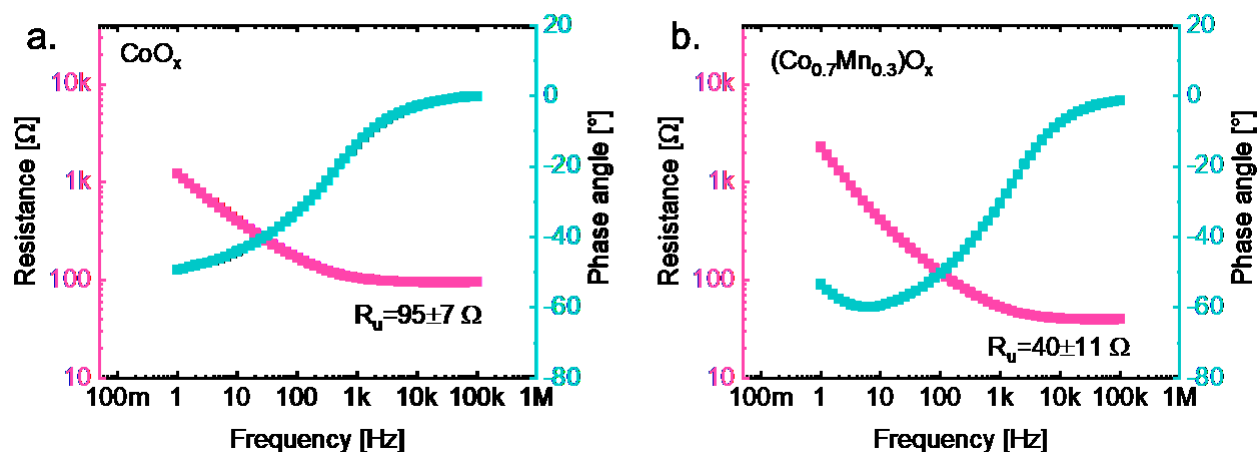 a.
CoOₓ
Resistance [Ω]
10k
1k
100
10
20
0
-20
-40
-60
-80
Phase angle [°]
Rᵤ=95±7 Ω
100m 1 10 100 1k 10k 100k 1M
Frequency [Hz]
b.
(Co₀.₇Mn₀.₃)Oₓ
Resistance [Ω]
10k
1k
100
10
20
0
-20
-40
-60
-80
Phase angle [°]
Rᵤ=40±11 Ω
100m 1 10 100 1k 10k 100k 1M
Frequency [Hz]